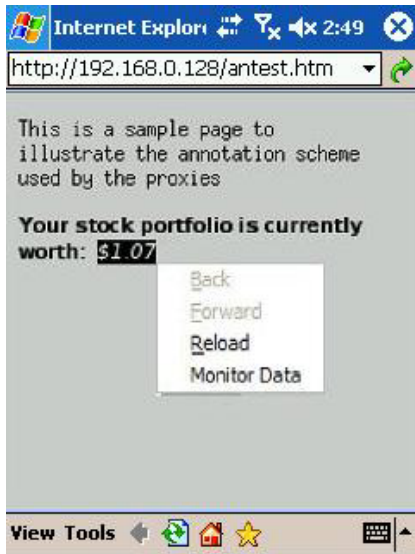 Internet Explor 2:49
http://192.168.0.128/antest.htm
This is a sample page to
illustrate the annotation scheme
used by the proxies
Your stock portfolio is currently
worth: $1.07
Back
Forward
Reload
Monitor Data
View Tools